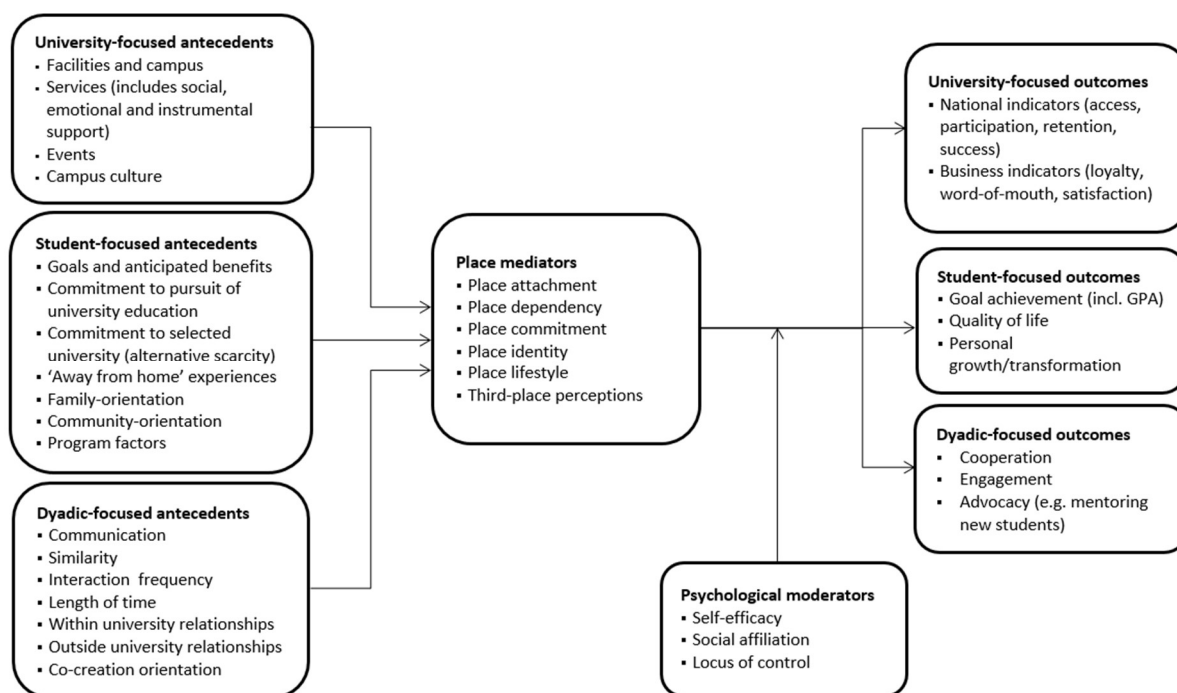 University-focused antecedents
▪ Facilities and campus
▪ Services (includes social,
emotional and instrumental
support)
▪ Events
▪ Campus culture
Student-focused antecedents
▪ Goals and anticipated benefits
▪ Commitment to pursuit of
university education
▪ Commitment to selected
university (alternative scarcity)
▪ ‘Away from home’ experiences
▪ Family-orientation
▪ Community-orientation
▪ Program factors
Dyadic-focused antecedents
▪ Communication
▪ Similarity
▪ Interaction frequency
▪ Length of time
▪ Within university relationships
▪ Outside university relationships
▪ Co-creation orientation
Place mediators
▪ Place attachment
▪ Place dependency
▪ Place commitment
▪ Place identity
▪ Place lifestyle
▪ Third-place perceptions
Psychological moderators
▪ Self-efficacy
▪ Social affiliation
▪ Locus of control
University-focused outcomes
▪ National indicators (access,
participation, retention,
success)
▪ Business indicators (loyalty,
word-of-mouth, satisfaction)
Student-focused outcomes
▪ Goal achievement (incl. GPA)
▪ Quality of life
▪ Personal
growth/transformation
Dyadic-focused outcomes
▪ Cooperation
▪ Engagement
▪ Advocacy (e.g. mentoring
new students)